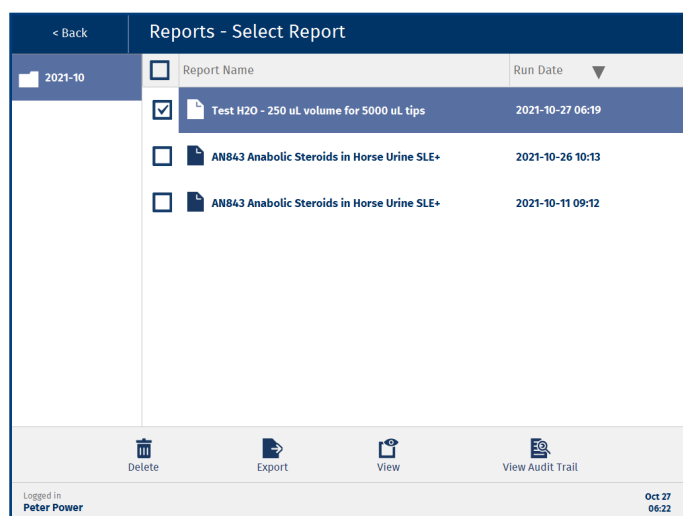 < Back
Reports - Select Report
2021-10
Report Name
Run Date
Test H2O - 250 uL volume for 5000 uL tips
2021-10-27 06:19
AN843 Anabolic Steroids in Horse Urine SLE+
2021-10-26 10:13
AN843 Anabolic Steroids in Horse Urine SLE+
2021-10-11 09:12
Delete
Export
View
View Audit Trail
Logged in
Peter Power
Oct 27
06:22